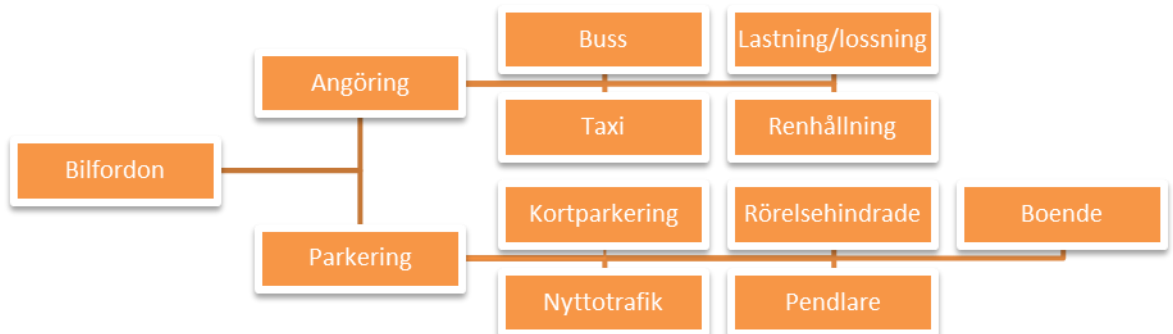 Buss
Lastning/lossning
Angöring
Taxi
Renhållning
Bilfordon
Kortparkering
Rörelsehindrade
Boende
Parkering
Nyttotrafik
Pendlare